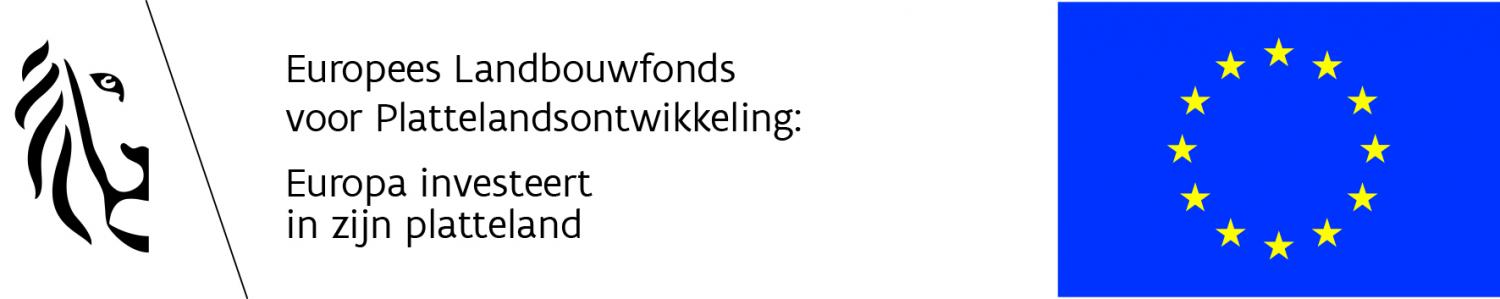 Europees Landbouwfonds
voor Plattelandsontwikkeling:
Europa investeert
in zijn platteland